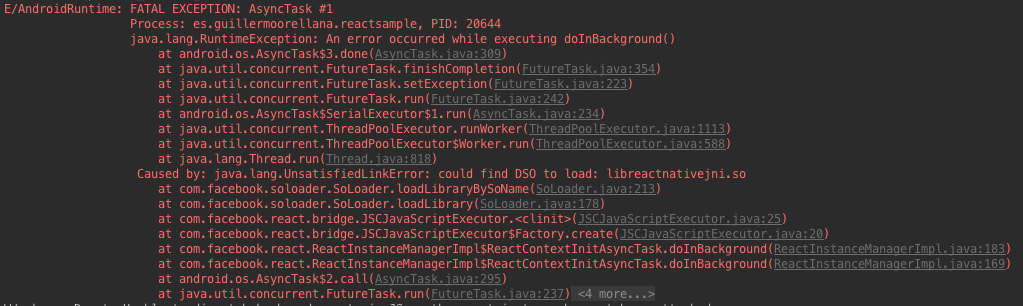 E/AndroidRuntime: FATAL EXCEPTION: AsyncTask #1
Process: es.guillermoorellana.reactsample, PID: 20644
java.lang.RuntimeException: An error occurred while executing doInBackground()
at android.os.AsyncTask$3.done(AsyncTask.java:309)
at java.util.concurrent.FutureTask.finishCompletion(FutureTask.java:354)
at java.util.concurrent.FutureTask.setException(FutureTask.java:223)
at java.util.concurrent.FutureTask.run(FutureTask.java:242)
at android.os.AsyncTask$SerialExecutor$1.run(AsyncTask.java:234)
at java.util.concurrent.ThreadPoolExecutor.runWorker(ThreadPoolExecutor.java:1113)
at java.util.concurrent.ThreadPoolExecutor$Worker.run(ThreadPoolExecutor.java:588)
at java.lang.Thread.run(Thread.java:818)
Caused by: java.lang.UnsatisfiedLinkError: could find DSO to load: libreactnativejni.so
at com.facebook.soloader.SoLoader.loadLibraryBySoName(SoLoader.java:213)
at com.facebook.soloader.SoLoader.loadLibrary(SoLoader.java:178)
at com.facebook.react.bridge.JSCJavaScriptExecutor.<clinit>(JSCJavaScriptExecutor.java:25)
at com.facebook.react.bridge.JSCJavaScriptExecutor$Factory.create(JSCJavaScriptExecutor.java:20)
at com.facebook.react.ReactInstanceManagerImpl$ReactContextInitAsyncTask.doInBackground(ReactInstanceManagerImpl.java:183)
at com.facebook.react.ReactInstanceManagerImpl$ReactContextInitAsyncTask.doInBackground(ReactInstanceManagerImpl.java:169)
at android.os.AsyncTask$2.call(AsyncTask.java:295)
at java.util.concurrent.FutureTask.run(FutureTask.java:237) <4 more...>